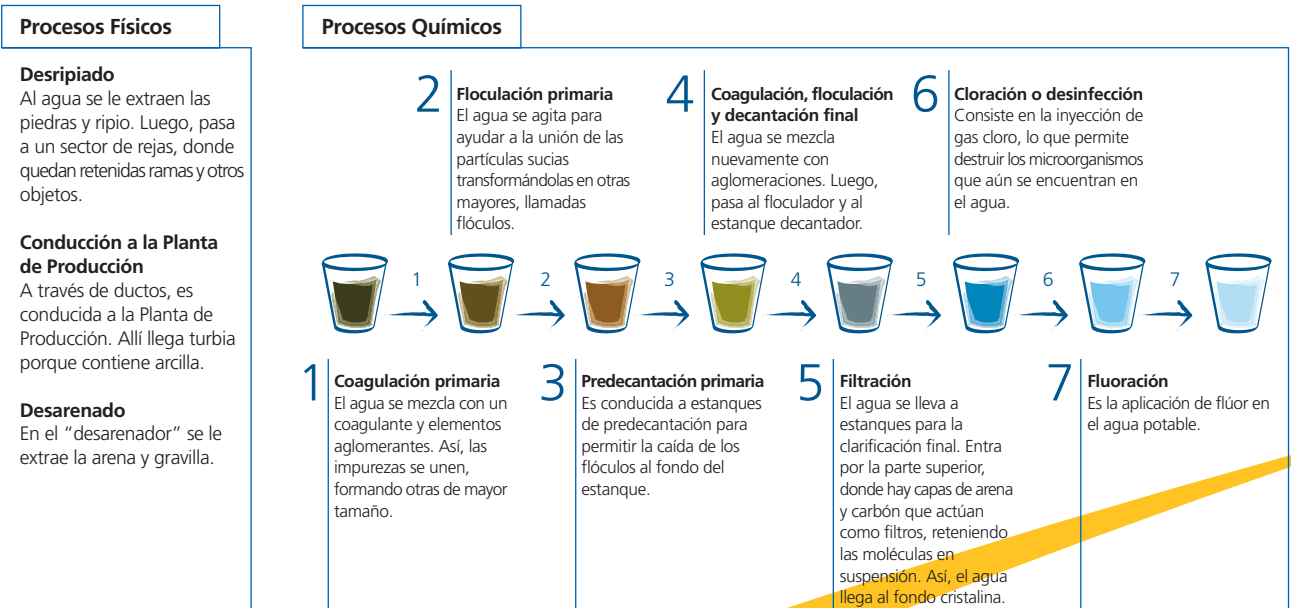 Procesos Físicos
Desripiado
Al agua se le extraen las
piedras y ripio. Luego, pasa
a un sector de rejas, donde
quedan retenidas ramas y otros
objetos.
Conducción a la Planta
de Producción
A través de ductos, es
conducida a la Planta de
Producción. Allí llega turbia
porque contiene arcilla.
Desarenado
En el "desarenador" se le
extrae la arena y gravilla.
Procesos Químicos
2
Floculación primaria
El agua se agita para
ayudar a la unión de las
partículas sucias
transformándolas en otras
mayores, llamadas
flóculos.
4
Coagulación, floculación
y decantación final
El agua se mezcla
nuevamente con
aglomeraciones. Luego,
pasa al floculador y al
estanque decantador.
6
Cloración o desinfección
Consiste en la inyección de
gas cloro, lo que permite
destruir los microorganismos
que aún se encuentran en
el agua.
1 2 3 4 5 6 7
1
Coagulación primaria
El agua se mezcla con un
coagulante y elementos
aglomerantes. Así, las
impurezas se unen,
formando otras de mayor
tamaño.
3
Predecantación primaria
Es conducida a estanques
de predecantación para
permitir la caída de los
flóculos al fondo del
estanque.
5
Filtración
El agua se lleva a
estanques para la
clarificación final. Entra
por la parte superior,
donde hay capas de arena
y carbón que actúan
como filtros, reteniendo
las moléculas en
suspensión. Así, el agua
llega al fondo cristalina.
7
Fluoración
Es la aplicación de flúor en
el agua potable.